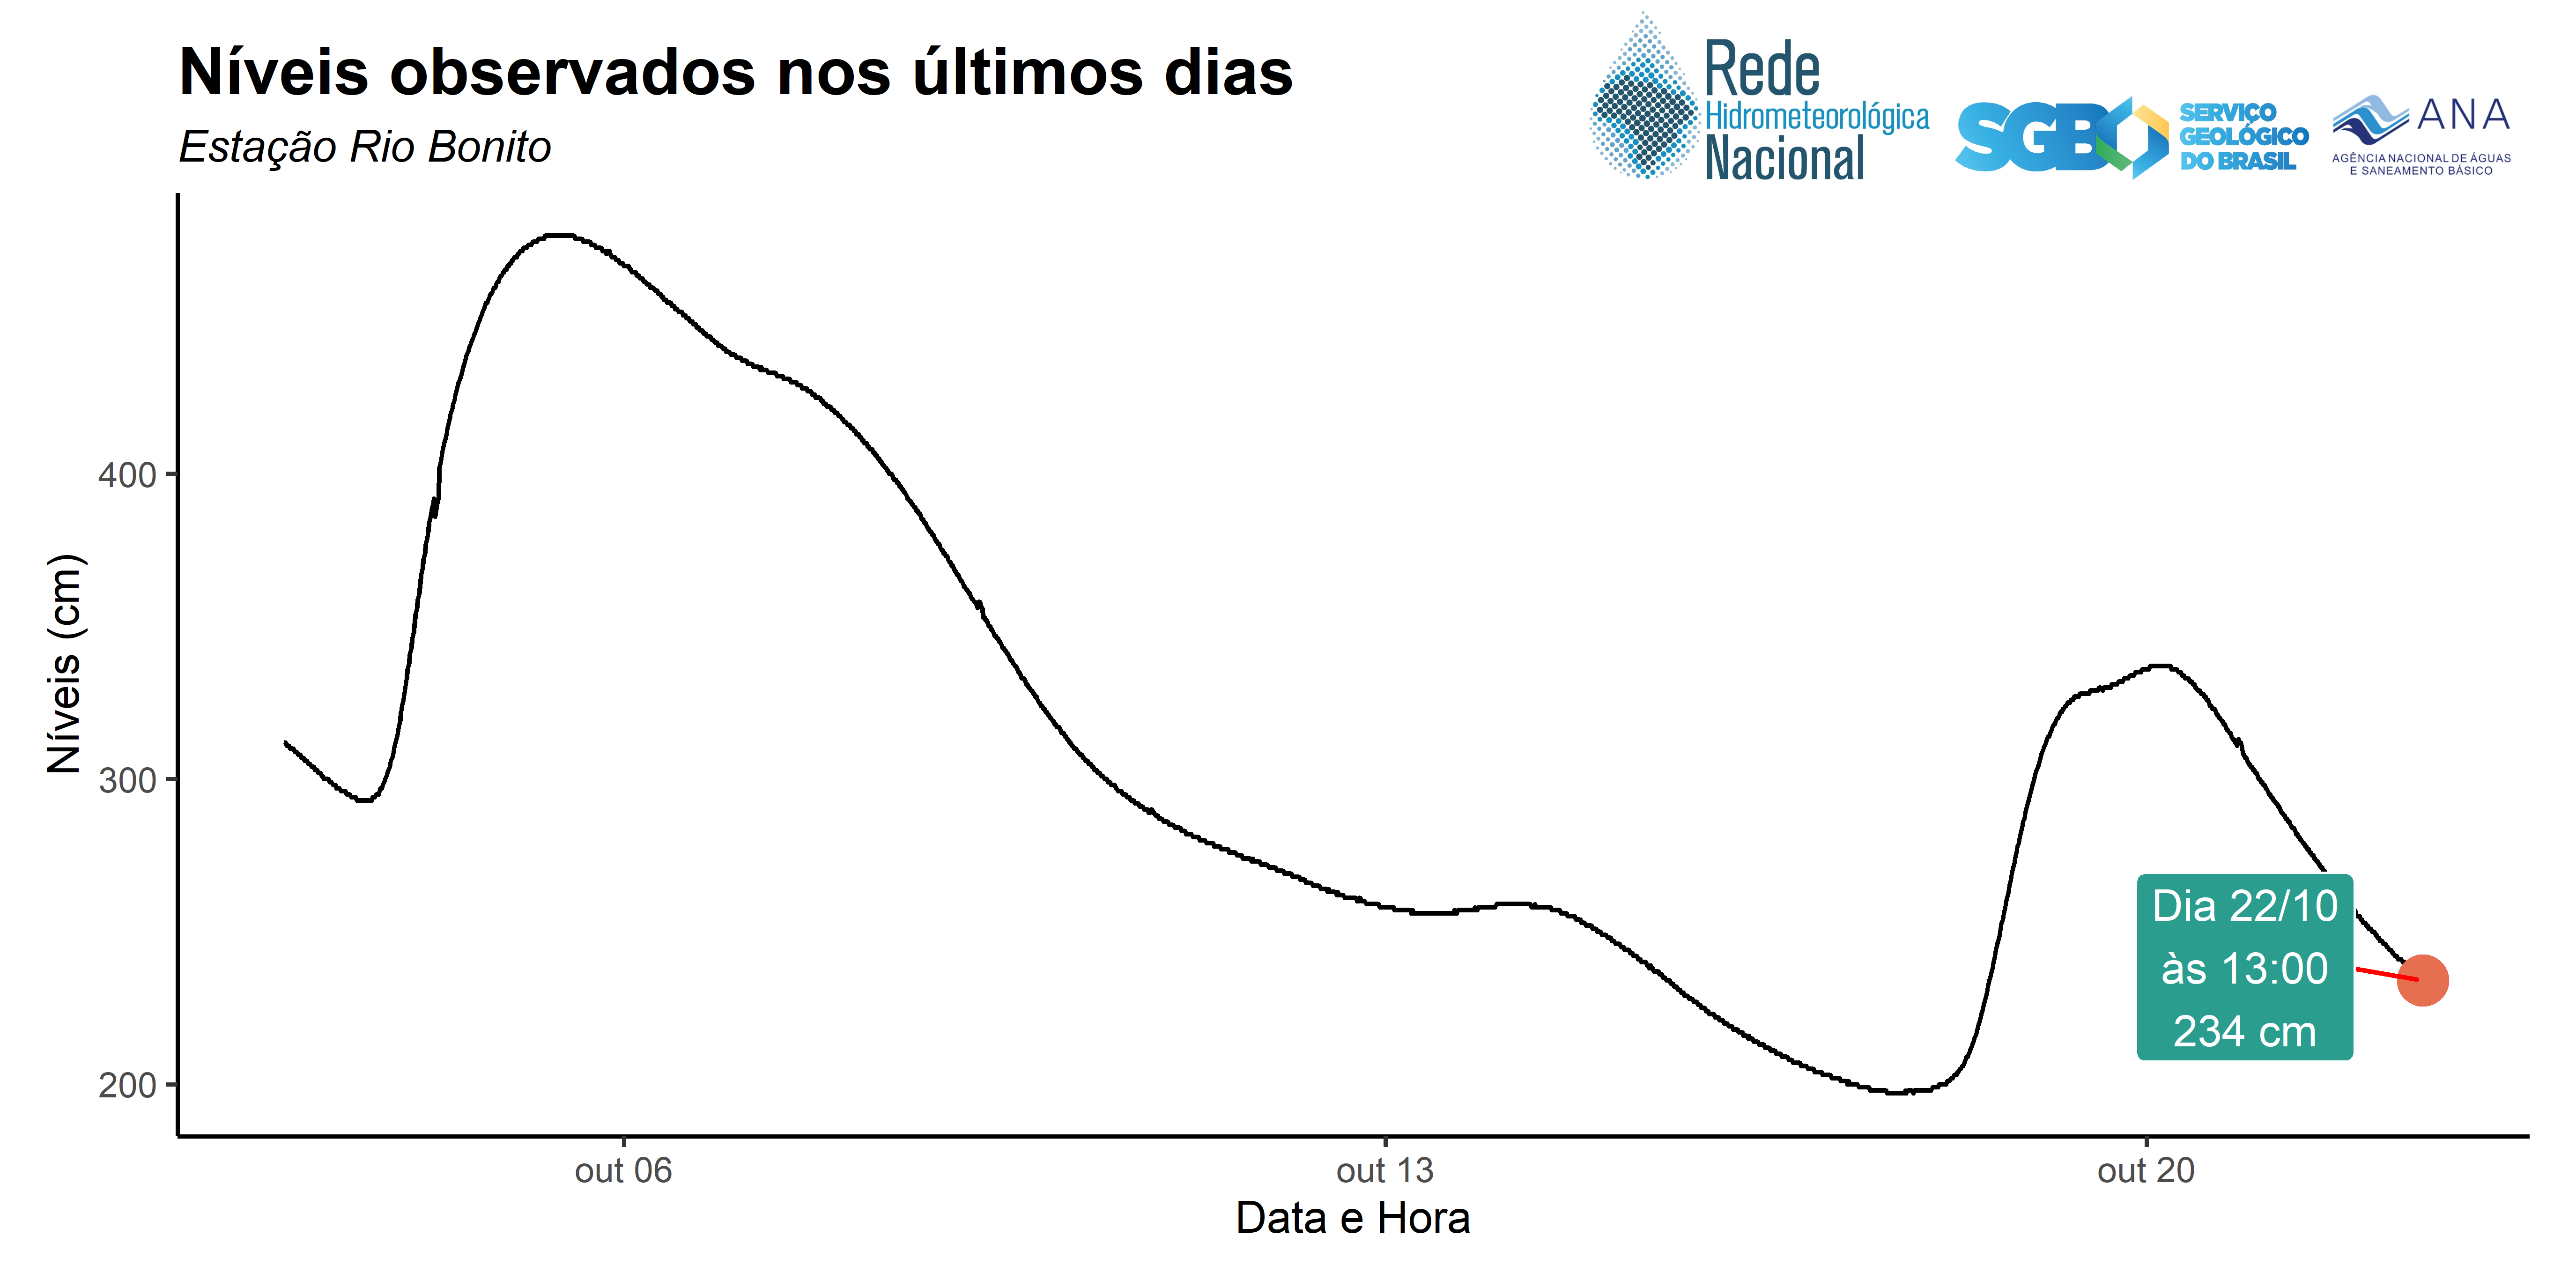 Níveis observados nos últimos dias
Estação Rio Bonito
Rede
Hidrometeorológica
Nacional
SGB
SERVIÇO
GEOLÓGICO
DO BRASIL
ANA
AGÊNCIA NACIONAL DE ÁGUAS
E SANEAMENTO BÁSICO
Níveis (cm)
400
300
200
Dia 22/10
às 13:00
234 cm
out 06
out 13
out 20
Data e Hora